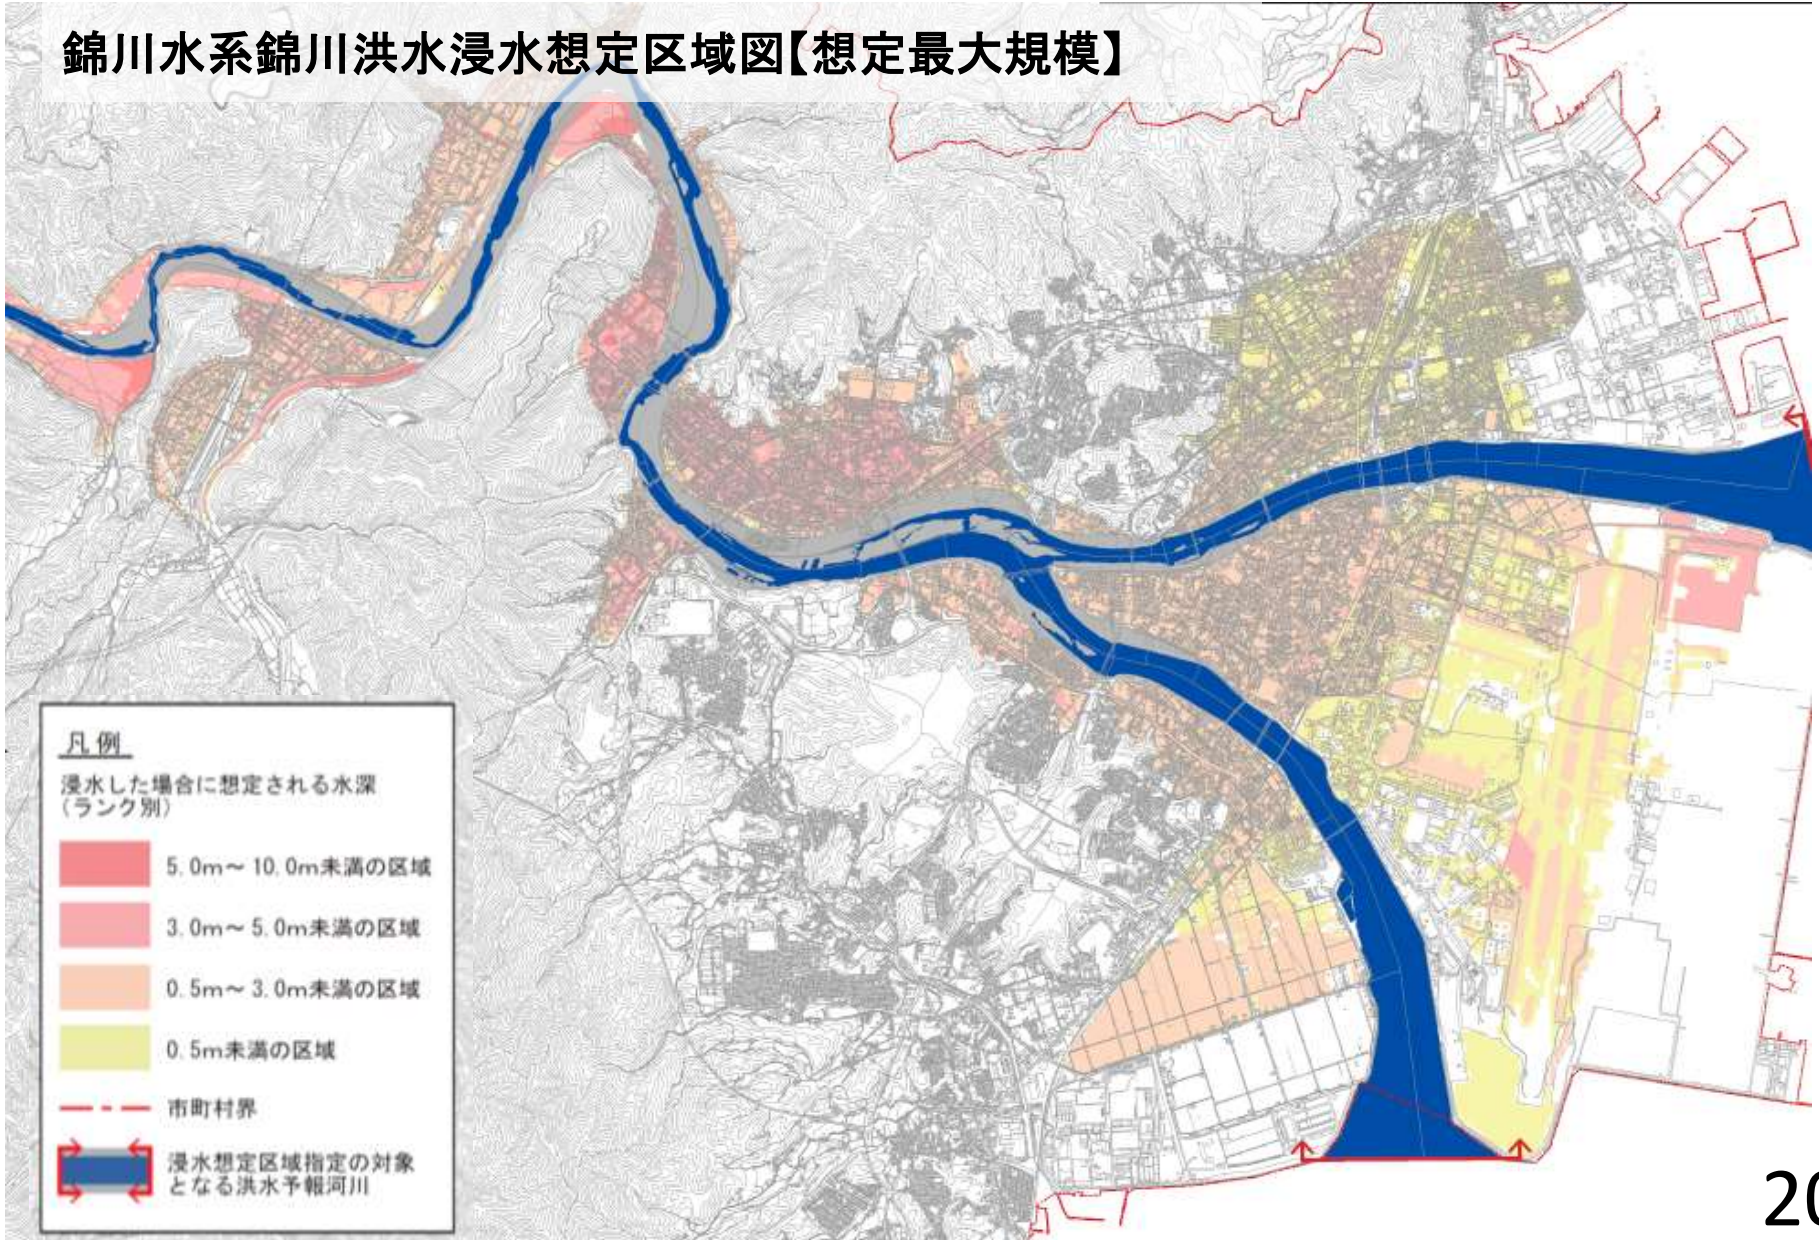 錦川水系錦川洪水浸水想定区域図【想定最大規模】
凡例
浸水した場合に想定される水深
(ランク別)
5.0m～10.0m未満の区域
3.0m～5.0m未満の区域
0.5m～3.0m未満の区域
0.5m未満の区域
市町村界
浸水想定区域指定の対象
となる洪水予報河川
20